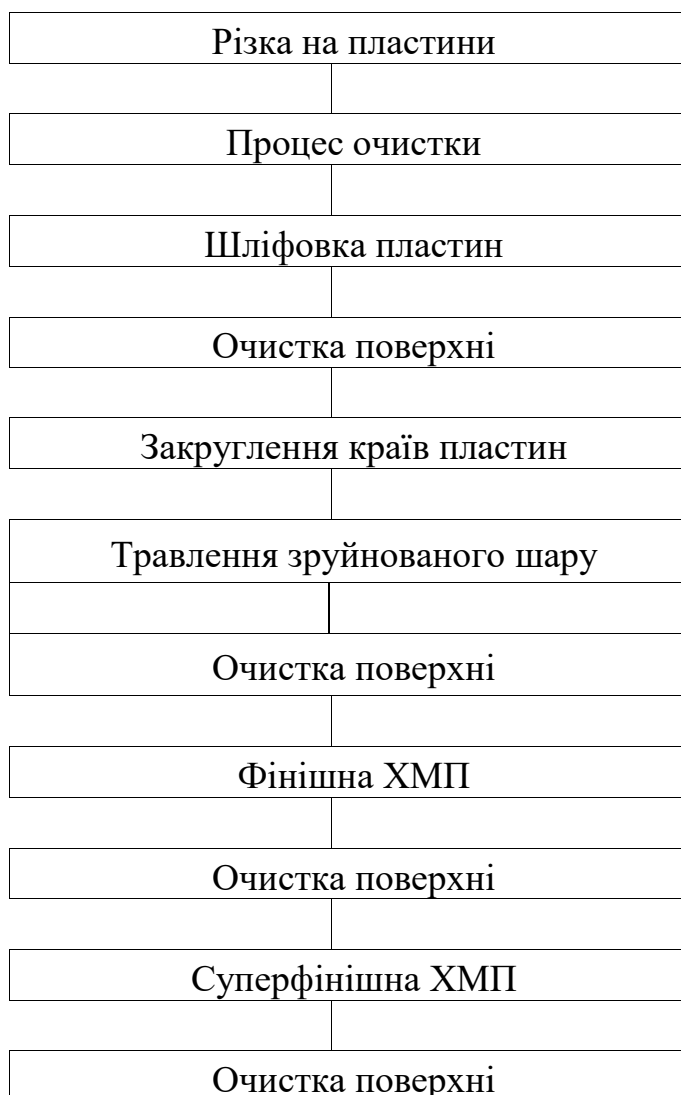 Різка на пластини
Процес очистки
Шліфовка пластин
Очистка поверхні
Закруглення країв пластин
Травлення зруйнованого шару
Очистка поверхні
Фінішна ХМП
Очистка поверхні
Суперфінішна ХМП
Очистка поверхні